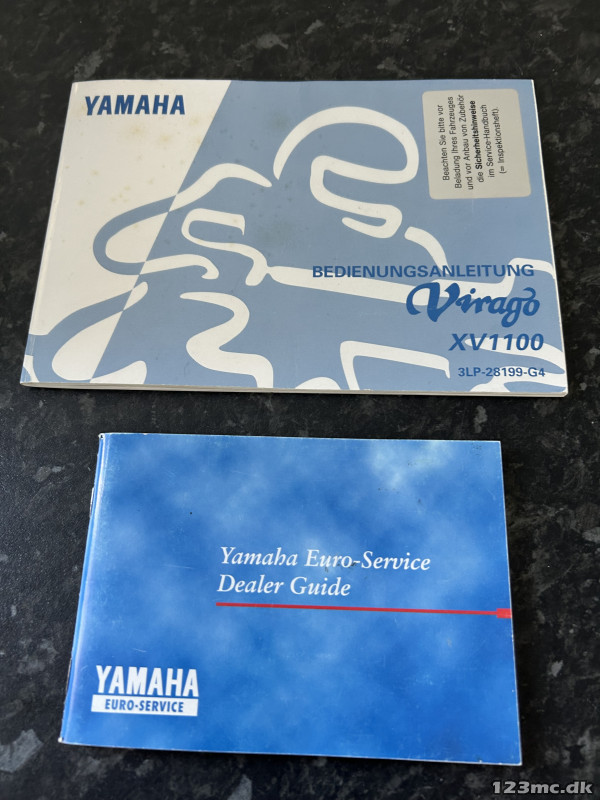 YAMAHA
Beachten Sie bitte vor
Beladung Ihres Fahrzeuges
und vor Anbau von Zubehör
die Sicherheitshinweise
im Service-Handbuch
(= Inspektionsheft).
BEDIENUNGSANLEITUNG
Virago
XV1100
3LP-28199-G4
Yamaha Euro-Service
Dealer Guide
YAMAHA
EURO-SERVICE
123mc.dk